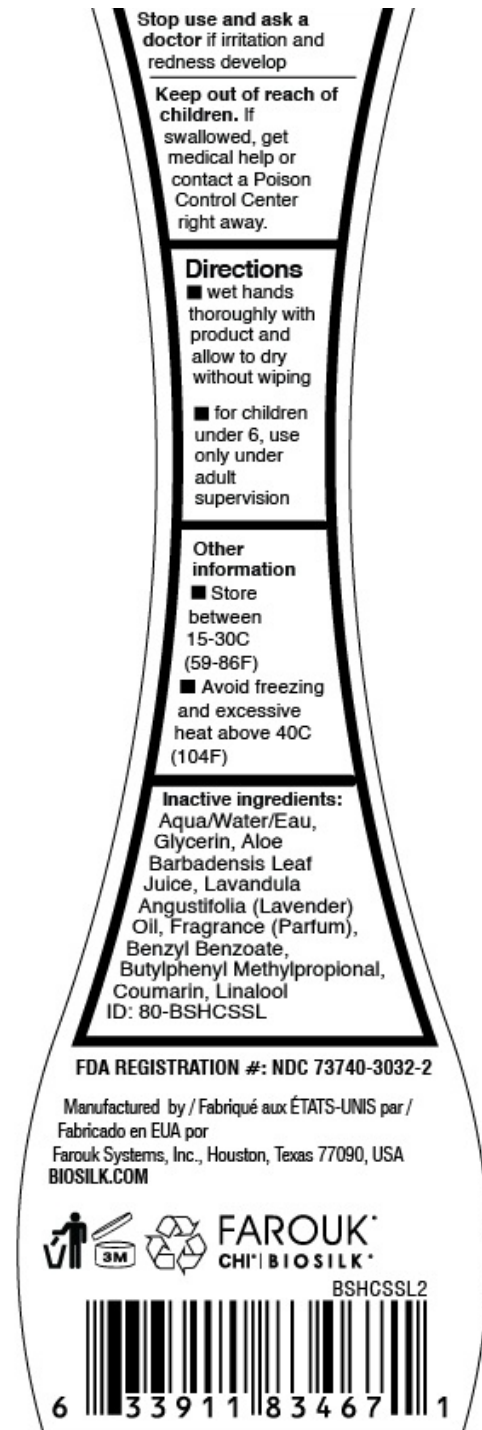 Stop use and ask a
doctor if irritation and
redness develop
Keep out of reach of
children. If
swallowed, get
medical help or
contact a Poison
Control Center
right away.
Directions
■ wet hands
thoroughly with
product and
allow to dry
without wiping
■ for children
under 6, use
only under
adult
supervision
Other
information
■ Store
between
15-30C
(59-86F)
■ Avoid freezing
and excessive
heat above 40C
(104F)
Inactive ingredients:
Aqua/Water/Eau,
Glycerin, Aloe
Barbadensis Leaf
Juice, Lavandula
Angustifolia (Lavender)
Oil, Fragrance (Parfum),
Benzyl Benzoate,
Butylphenyl Methylpropional,
Coumarin, Linalool
ID: 80-BSHCSSL
FDA REGISTRATION #: NDC 73740-3032-2
Manufactured by / Fabriqué aux ÉTATS-UNIS par /
Fabricado en EUA por
Farouk Systems, Inc., Houston, Texas 77090, USA
BIOSILK.COM
3M
FAROUK
CHI | BIOSILK
BSHCSSL2
6 33911 83467 1